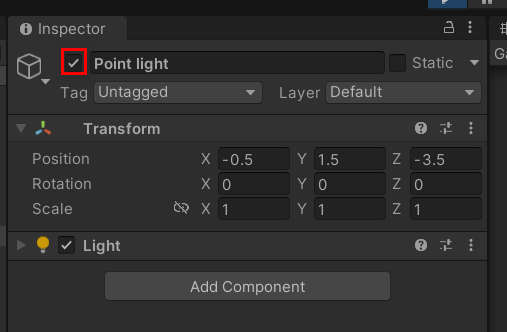 Inspector
Point light Static
Tag Untagged Layer Default
Transform
Position X -0.5 Y 1.5 Z -3.5
Rotation X 0 Y 0 Z 0
Scale X 1 Y 1 Z 1
Light
Add Component